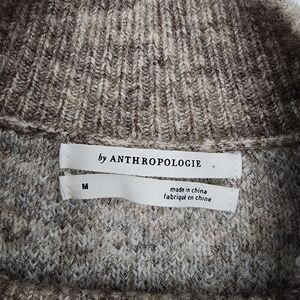 by ANTHROPOLOGIE
M
made in china
fabriqué en chine